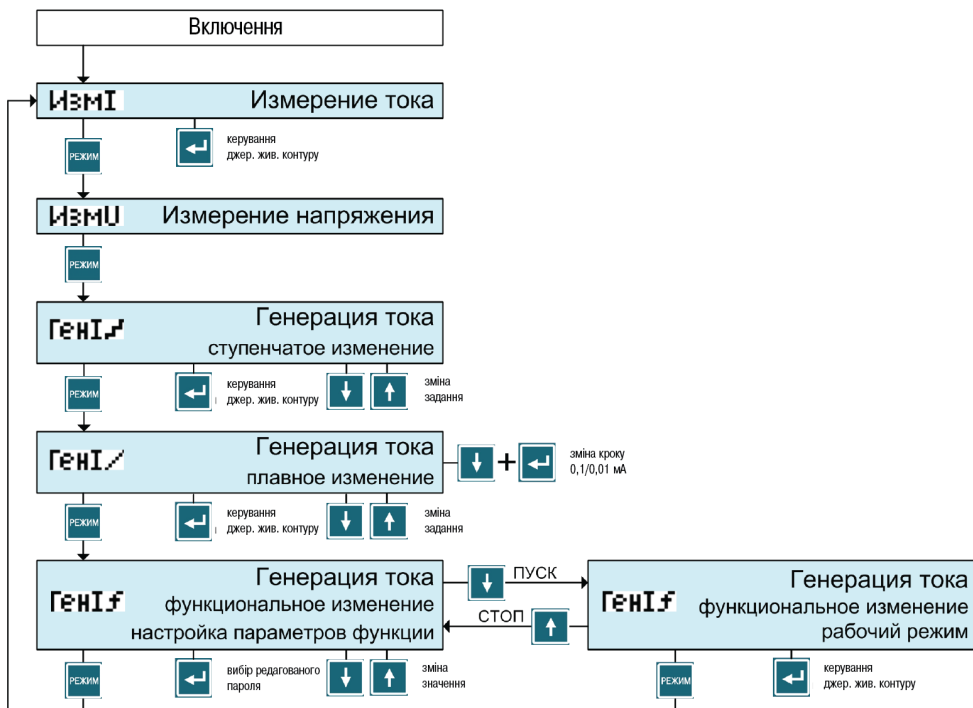 Включення
ИзмI Измерение тока
РЕЖИМ
керування
джер. жив. контуру
ИзмU Измерение напряжения
РЕЖИМ
ГенI Генерация тока
ступенчатое изменение
РЕЖИМ
керування
джер. жив. контуру
зміна
задання
ГенI Генерация тока
плавное изменение
+
зміна кроку
0,1/0,01 мА
РЕЖИМ
керування
джер. жив. контуру
зміна
задання
ГенIf Генерация тока
функциональное изменение
настройка параметров функции
ПУСК
СТОП
ГенIf Генерация тока
функциональное изменение
рабочий режим
РЕЖИМ
вибір редагованого
пароля
зміна
значення
РЕЖИМ
керування
джер. жив. контуру